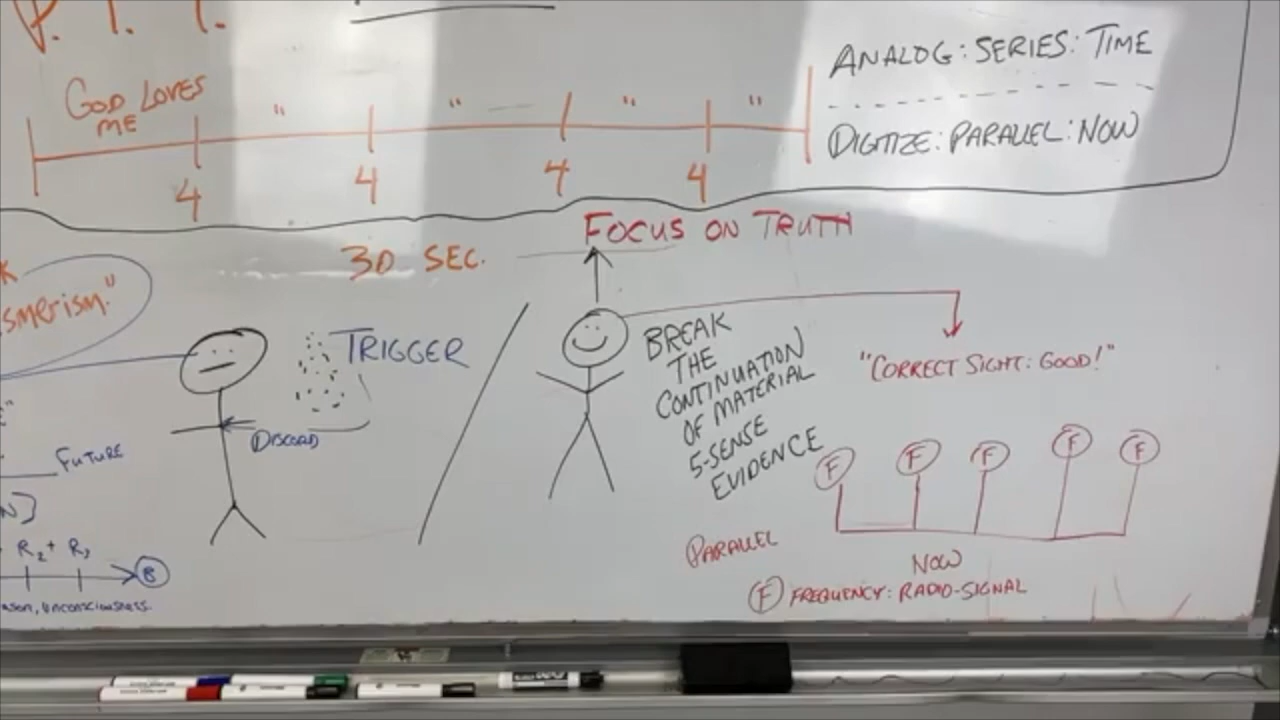 P. T. T.
GOD LOVES
ME
" " " "
4 4 4 4
ANALOG: SERIES: TIME
DIGITIZE: PARALLEL: NOW
30 SEC.
FOCUS ON TRUTH
SMERISM."
TRIGGER
DISCORD
FUTURE
N]
R2+ R3
B
ASON, UNCONSCIOUSNESS.
BREAK
THE
CONTINUATION
OF MATERIAL
5-SENSE
EVIDENCE
"CORRECT SIGHT: GOOD!"
F F F F F
PARALLEL
NOW
F FREQUENCY: RADIO-SIGNAL